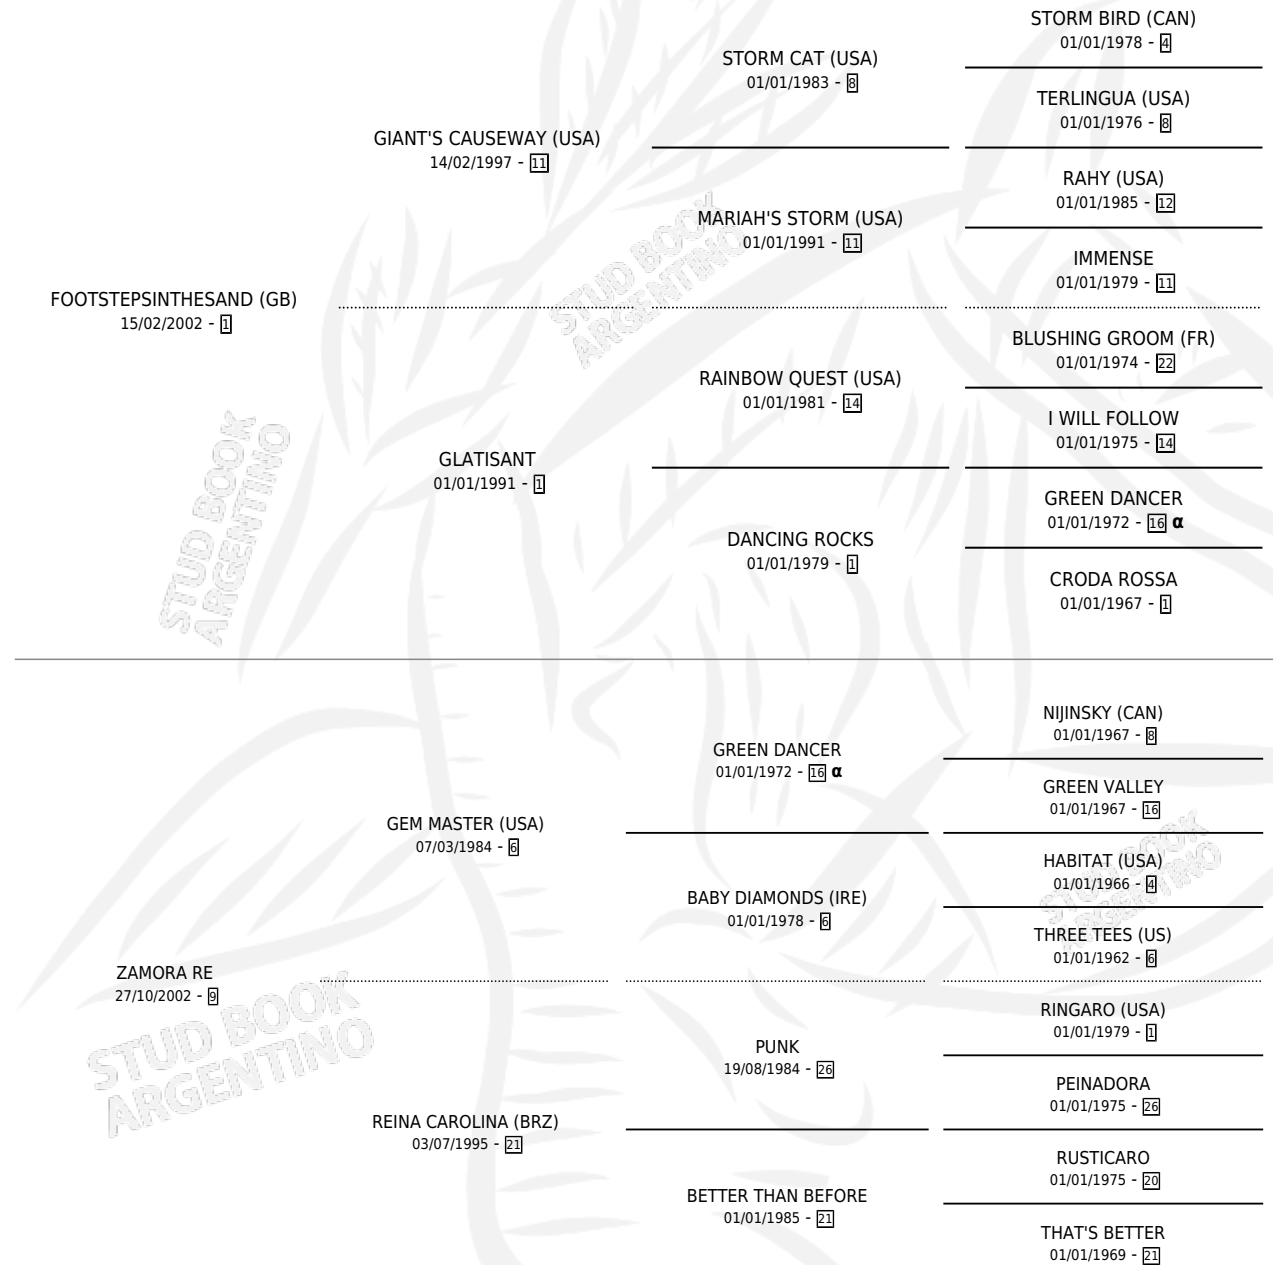 STORM BIRD (CAN)
01/01/1978 - 4
STORM CAT (USA)
01/01/1983 - 8
TERLINGUA (USA)
01/01/1976 - 8
GIANT'S CAUSEWAY (USA)
14/02/1997 - 11
RAHY (USA)
01/01/1985 - 12
MARIAH'S STORM (USA)
01/01/1991 - 11
IMMENSE
01/01/1979 - 11
FOOTSTEPSINTHESAND (GB)
15/02/2002 - 1
BLUSHING GROOM (FR)
01/01/1974 - 22
RAINBOW QUEST (USA)
01/01/1981 - 14
I WILL FOLLOW
01/01/1975 - 14
GLATISANT
01/01/1991 - 1
GREEN DANCER
01/01/1972 - 16 α
DANCING ROCKS
01/01/1979 - 1
CRODA ROSSA
01/01/1967 - 1
NIJINSKY (CAN)
01/01/1967 - 8
GREEN DANCER
01/01/1972 - 16 α
GREEN VALLEY
01/01/1967 - 16
GEM MASTER (USA)
07/03/1984 - 6
HABITAT (USA)
01/01/1966 - 4
BABY DIAMONDS (IRE)
01/01/1978 - 6
THREE TEES (US)
01/01/1962 - 6
ZAMORA RE
27/10/2002 - 9
RINGARO (USA)
01/01/1979 - 1
PUNK
19/08/1984 - 26
PEINADORA
01/01/1975 - 26
REINA CAROLINA (BRZ)
03/07/1995 - 21
RUSTICARO
01/01/1975 - 20
BETTER THAN BEFORE
01/01/1985 - 21
THAT'S BETTER
01/01/1969 - 21
STUD BOOK
ARGENTINO
STUD BOOK
ARGENTINO
STUD BOOK
ARGENTINO
STUD BOOK
ARGENTINO